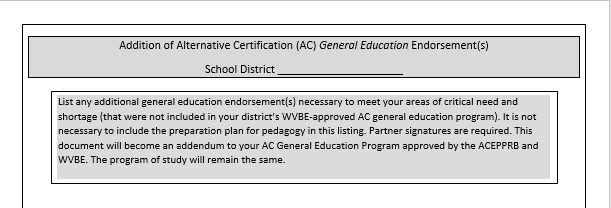 Addition of Alternative Certification (AC) General Education Endorsement(s)
School District ____________________
List any additional general education endorsement(s) necessary to meet your areas of critical need and
shortage (that were not included in your district's WVBE-approved AC general education program). It is not
necessary to include the preparation plan for pedagogy in this listing. Partner signatures are required. This
document will become an addendum to your AC General Education Program approved by the ACEPPRB and
WVBE. The program of study will remain the same.